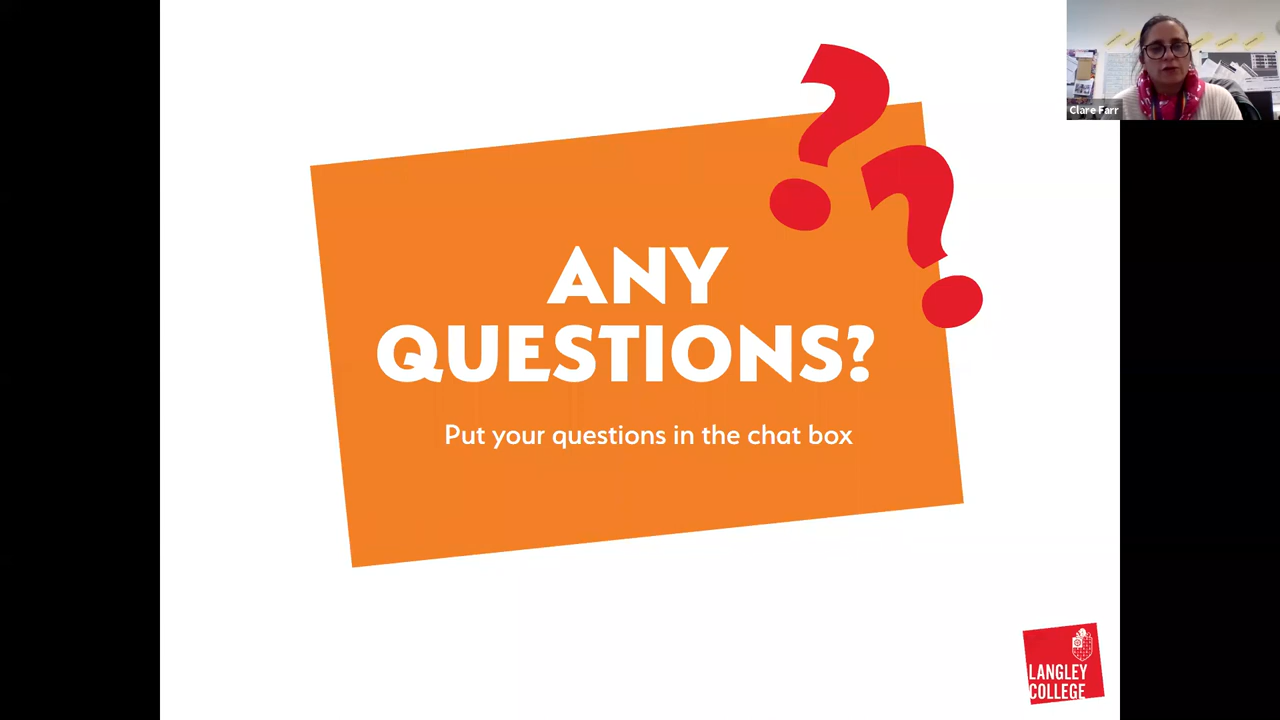 Clare Farr
? ?
ANY
QUESTIONS?
Put your questions in the chat box
LANGLEY
COLLEGE